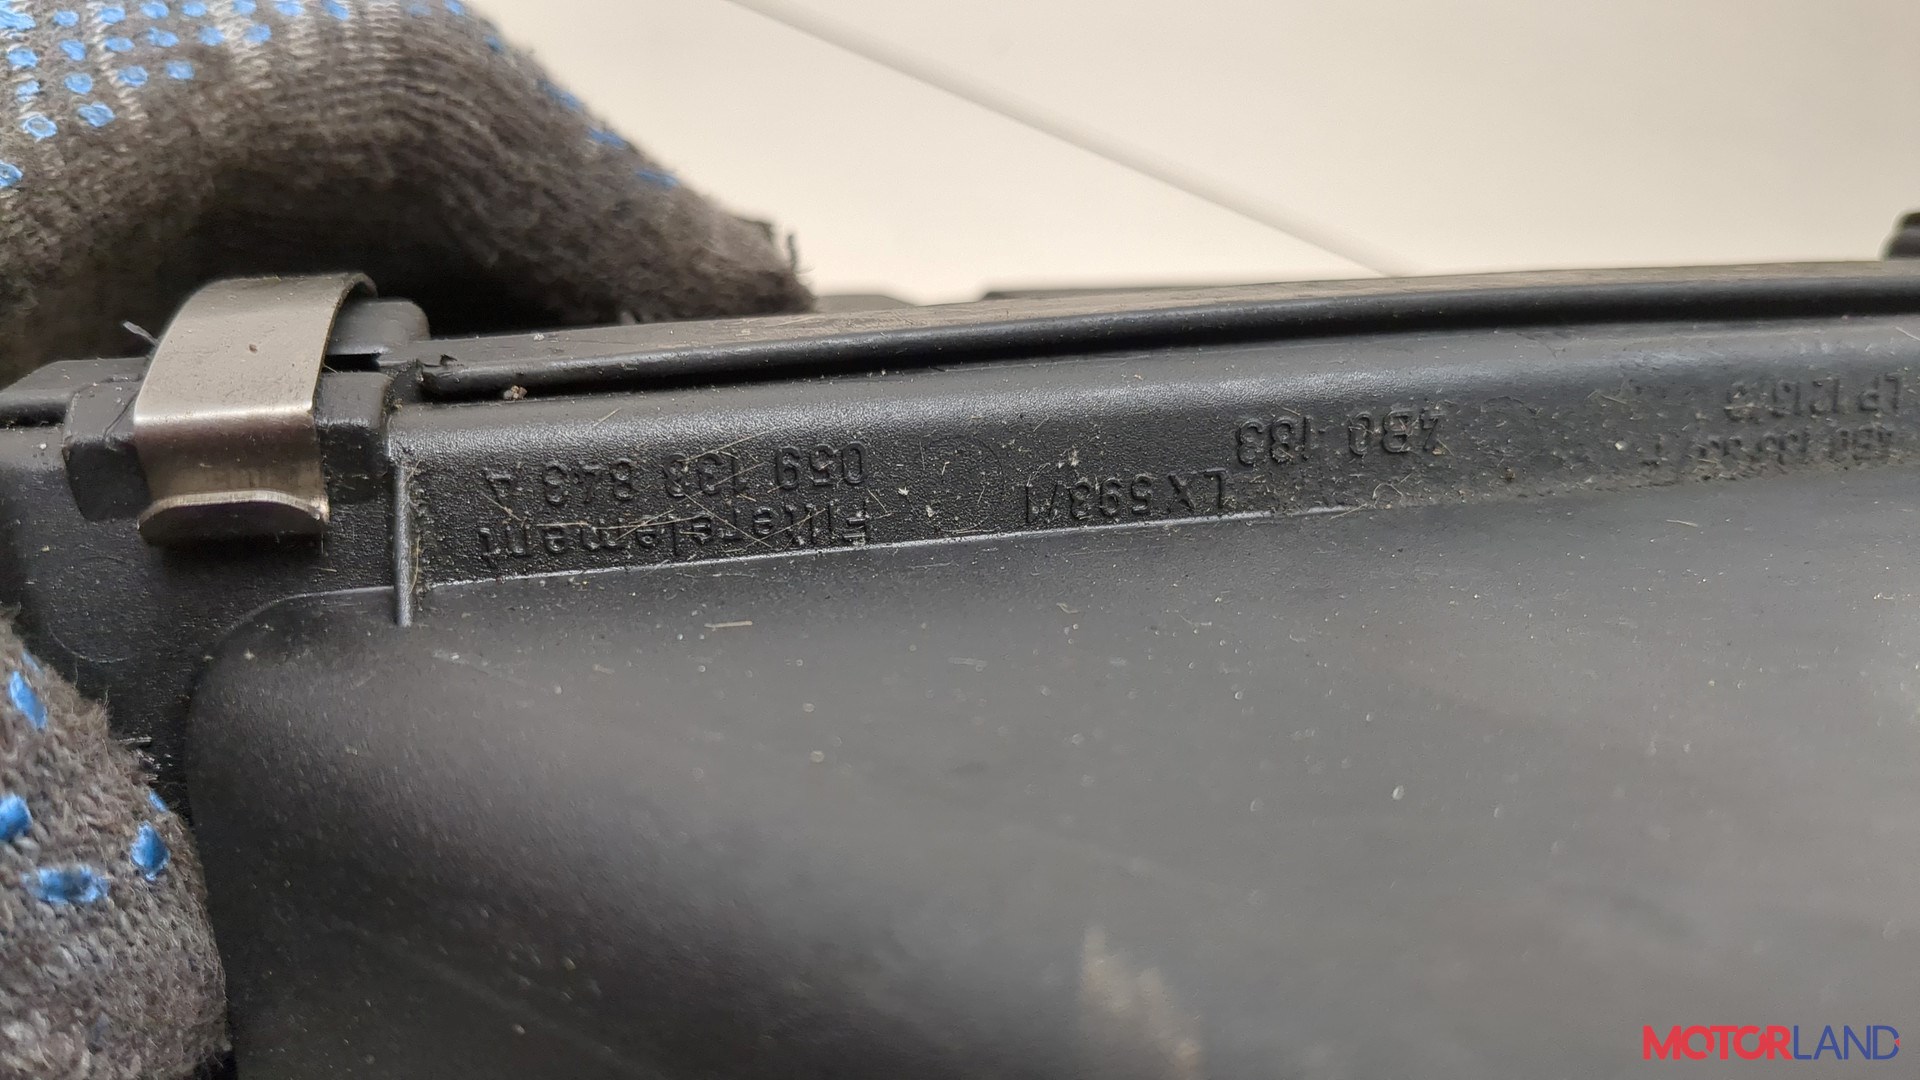 4B0 133
LX 593/1
Filterelement
059 133 843 A
MOTORLAND